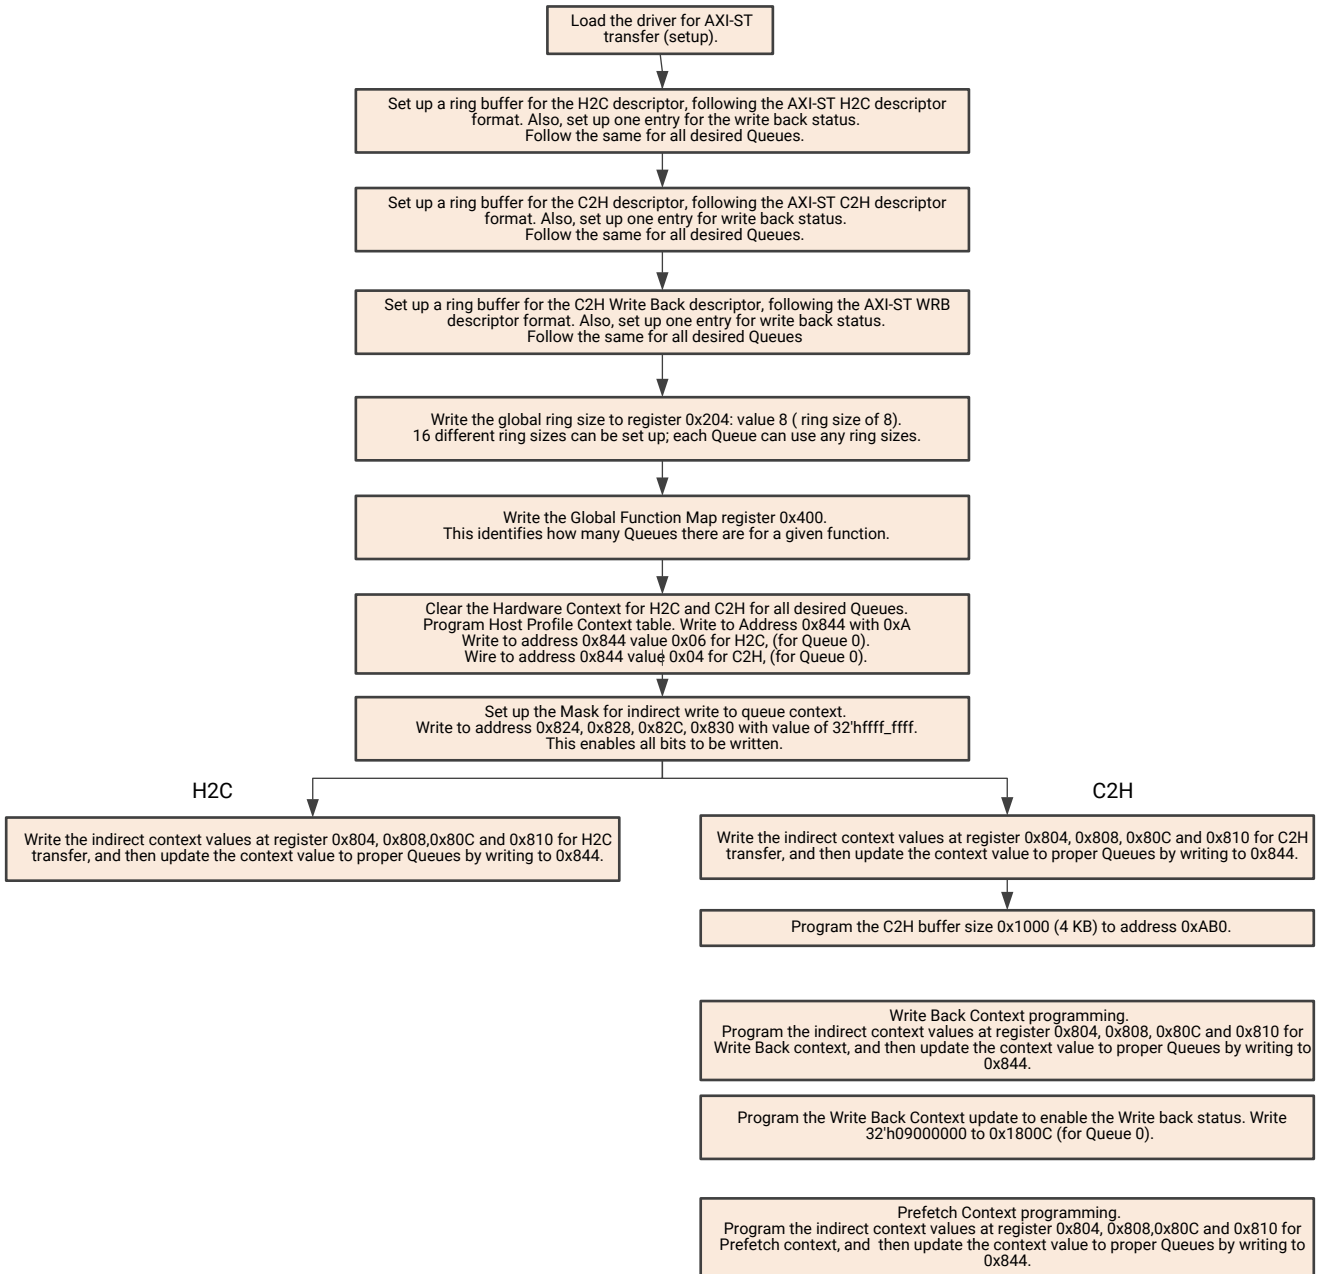 Load the driver for AXI-ST
transfer (setup).
Set up a ring buffer for the H2C descriptor, following the AXI-ST H2C descriptor
format. Also, set up one entry for the write back status.
Follow the same for all desired Queues.
Set up a ring buffer for the C2H descriptor, following the AXI-ST C2H descriptor
format. Also, set up one entry for write back status.
Follow the same for all desired Queues.
Set up a ring buffer for the C2H Write Back descriptor, following the AXI-ST WRB
descriptor format. Also, set up one entry for write back status.
Follow the same for all desired Queues
Write the global ring size to register 0x204: value 8 ( ring size of 8).
16 different ring sizes can be set up; each Queue can use any ring sizes.
Write the Global Function Map register 0x400.
This identifies how many Queues there are for a given function.
Clear the Hardware Context for H2C and C2H for all desired Queues.
Program Host Profile Context table. Write to Address 0x844 with 0xA
Write to address 0x844 value 0x06 for H2C, (for Queue 0).
Wire to address 0x844 value 0x04 for C2H, (for Queue 0).
Set up the Mask for indirect write to queue context.
Write to address 0x824, 0x828, 0x82C, 0x830 with value of 32'hffff_ffff.
This enables all bits to be written.
H2C
Write the indirect context values at register 0x804, 0x808,0x80C and 0x810 for H2C
transfer, and then update the context value to proper Queues by writing to 0x844.
C2H
Write the indirect context values at register 0x804, 0x808, 0x80C and 0x810 for C2H
transfer, and then update the context value to proper Queues by writing to 0x844.
Program the C2H buffer size 0x1000 (4 KB) to address 0xAB0.
Write Back Context programming.
Program the indirect context values at register 0x804, 0x808, 0x80C and 0x810 for
Write Back context, and then update the context value to proper Queues by writing to
0x844.
Program the Write Back Context update to enable the Write back status. Write
32'h09000000 to 0x1800C (for Queue 0).
Prefetch Context programming.
Program the indirect context values at register 0x804, 0x808,0x80C and 0x810 for
Prefetch context, and  then update the context value to proper Queues by writing to
0x844.